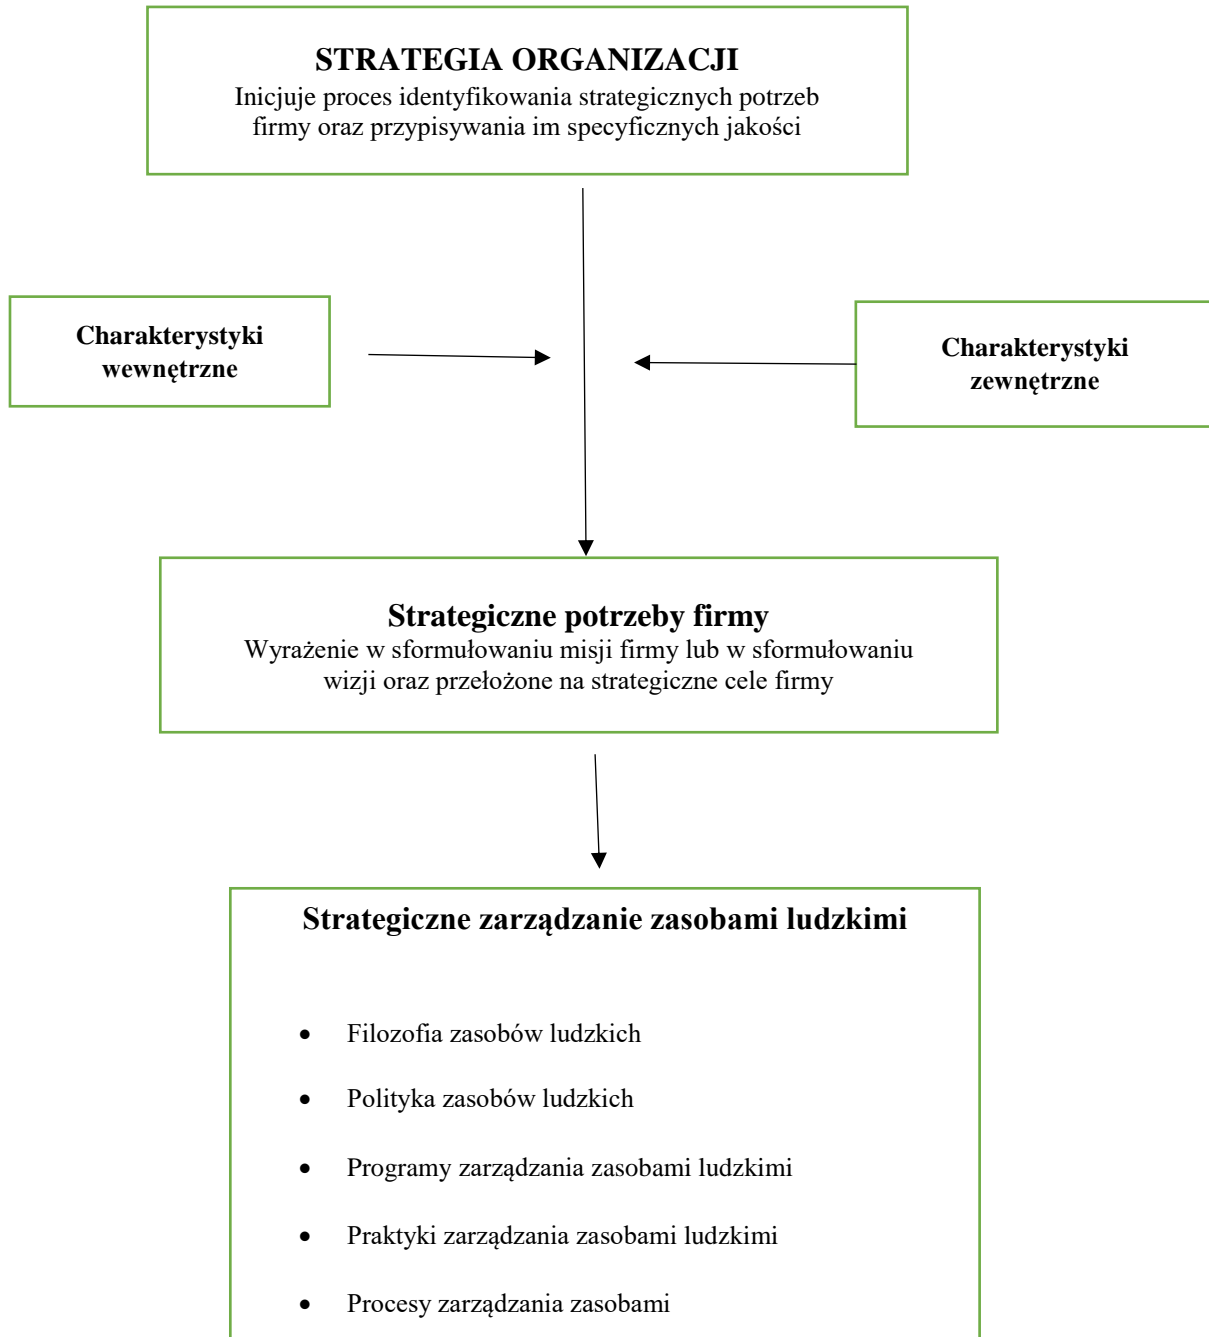 STRATEGIA ORGANIZACJI
Inicjuje proces identyfikowania strategicznych potrzeb
firmy oraz przypisywania im specyficznych jakości
Charakterystyki
wewnętrzne
Charakterystyki
zewnętrzne
Strategiczne potrzeby firmy
Wyrażenie w sformułowaniu misji firmy lub w sformułowaniu
wizji oraz przełożone na strategiczne cele firmy
Strategiczne zarządzanie zasobami ludzkimi
• Filozofia zasobów ludzkich
• Polityka zasobów ludzkich
• Programy zarządzania zasobami ludzkimi
• Praktyki zarządzania zasobami ludzkimi
• Procesy zarządzania zasobami